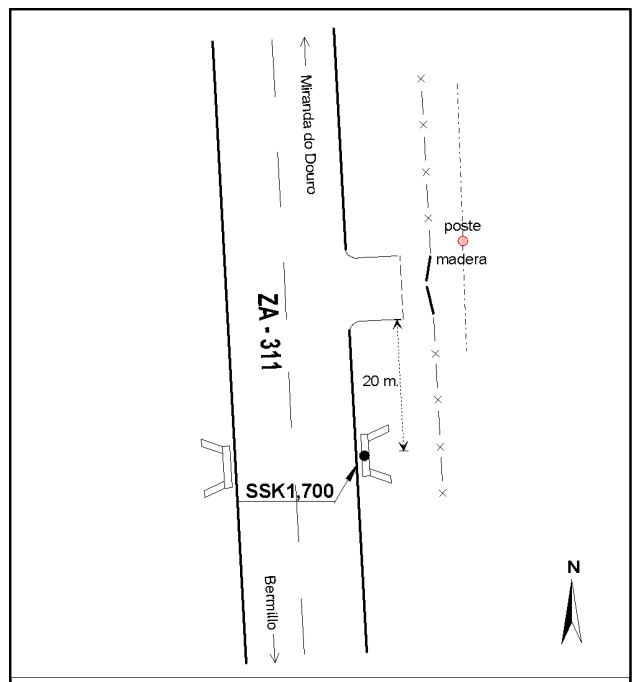 Miranda do Douro
poste
madera
ZA - 311
20 m.
SSK1,700
Bermillo
N